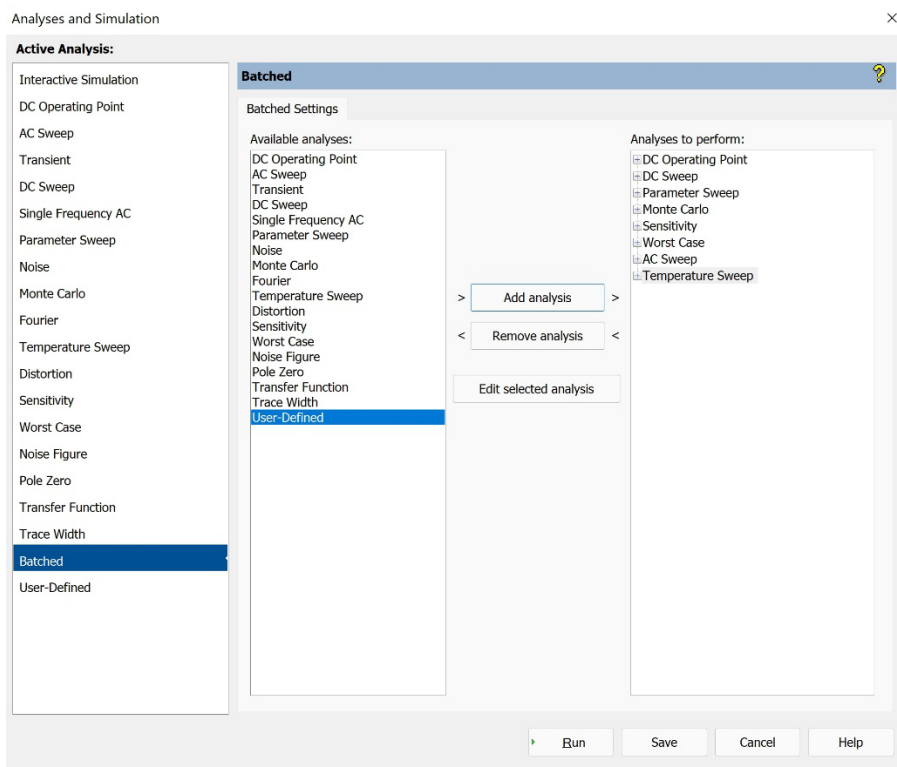 Analyses and Simulation
Active Analysis:
Interactive Simulation
DC Operating Point
AC Sweep
Transient
DC Sweep
Single Frequency AC
Parameter Sweep
Noise
Monte Carlo
Fourier
Temperature Sweep
Distortion
Sensitivity
Worst Case
Noise Figure
Pole Zero
Transfer Function
Trace Width
Batched
User-Defined
Batched
Batched Settings
Available analyses:
DC Operating Point
AC Sweep
Transient
DC Sweep
Single Frequency AC
Parameter Sweep
Noise
Monte Carlo
Fourier
Temperature Sweep
Distortion
Sensitivity
Worst Case
Noise Figure
Pole Zero
Transfer Function
Trace Width
User-Defined
> Add analysis >
< Remove analysis <
Edit selected analysis
Analyses to perform:
DC Operating Point
DC Sweep
Parameter Sweep
Monte Carlo
Sensitivity
Worst Case
AC Sweep
Temperature Sweep
Run
Save
Cancel
Help